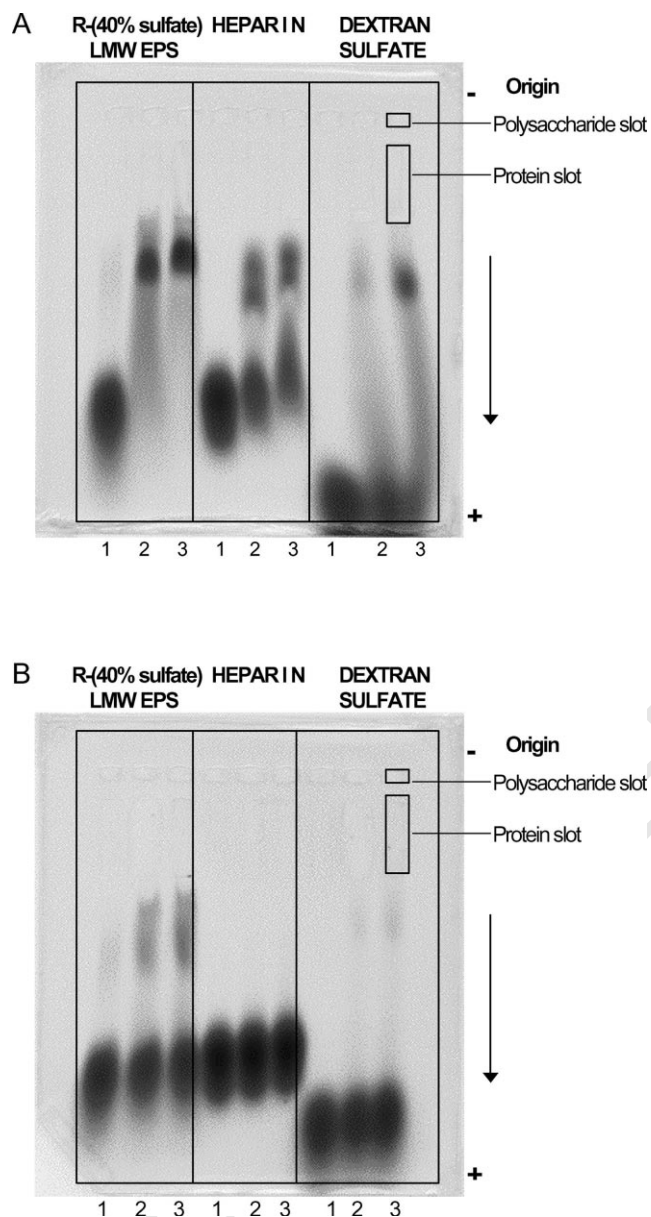 A
R-(40% sulfate) HEPARIN DEXTRAN
LMW EPS SULFATE
- Origin
Polysaccharide slot
Protein slot
+
1 2 3 1 2 3 1 2 3
B
R-(40% sulfate) HEPARIN DEXTRAN
LMW EPS SULFATE
- Origin
Polysaccharide slot
Protein slot
+
1 2 3 1 2 3 1 2 3